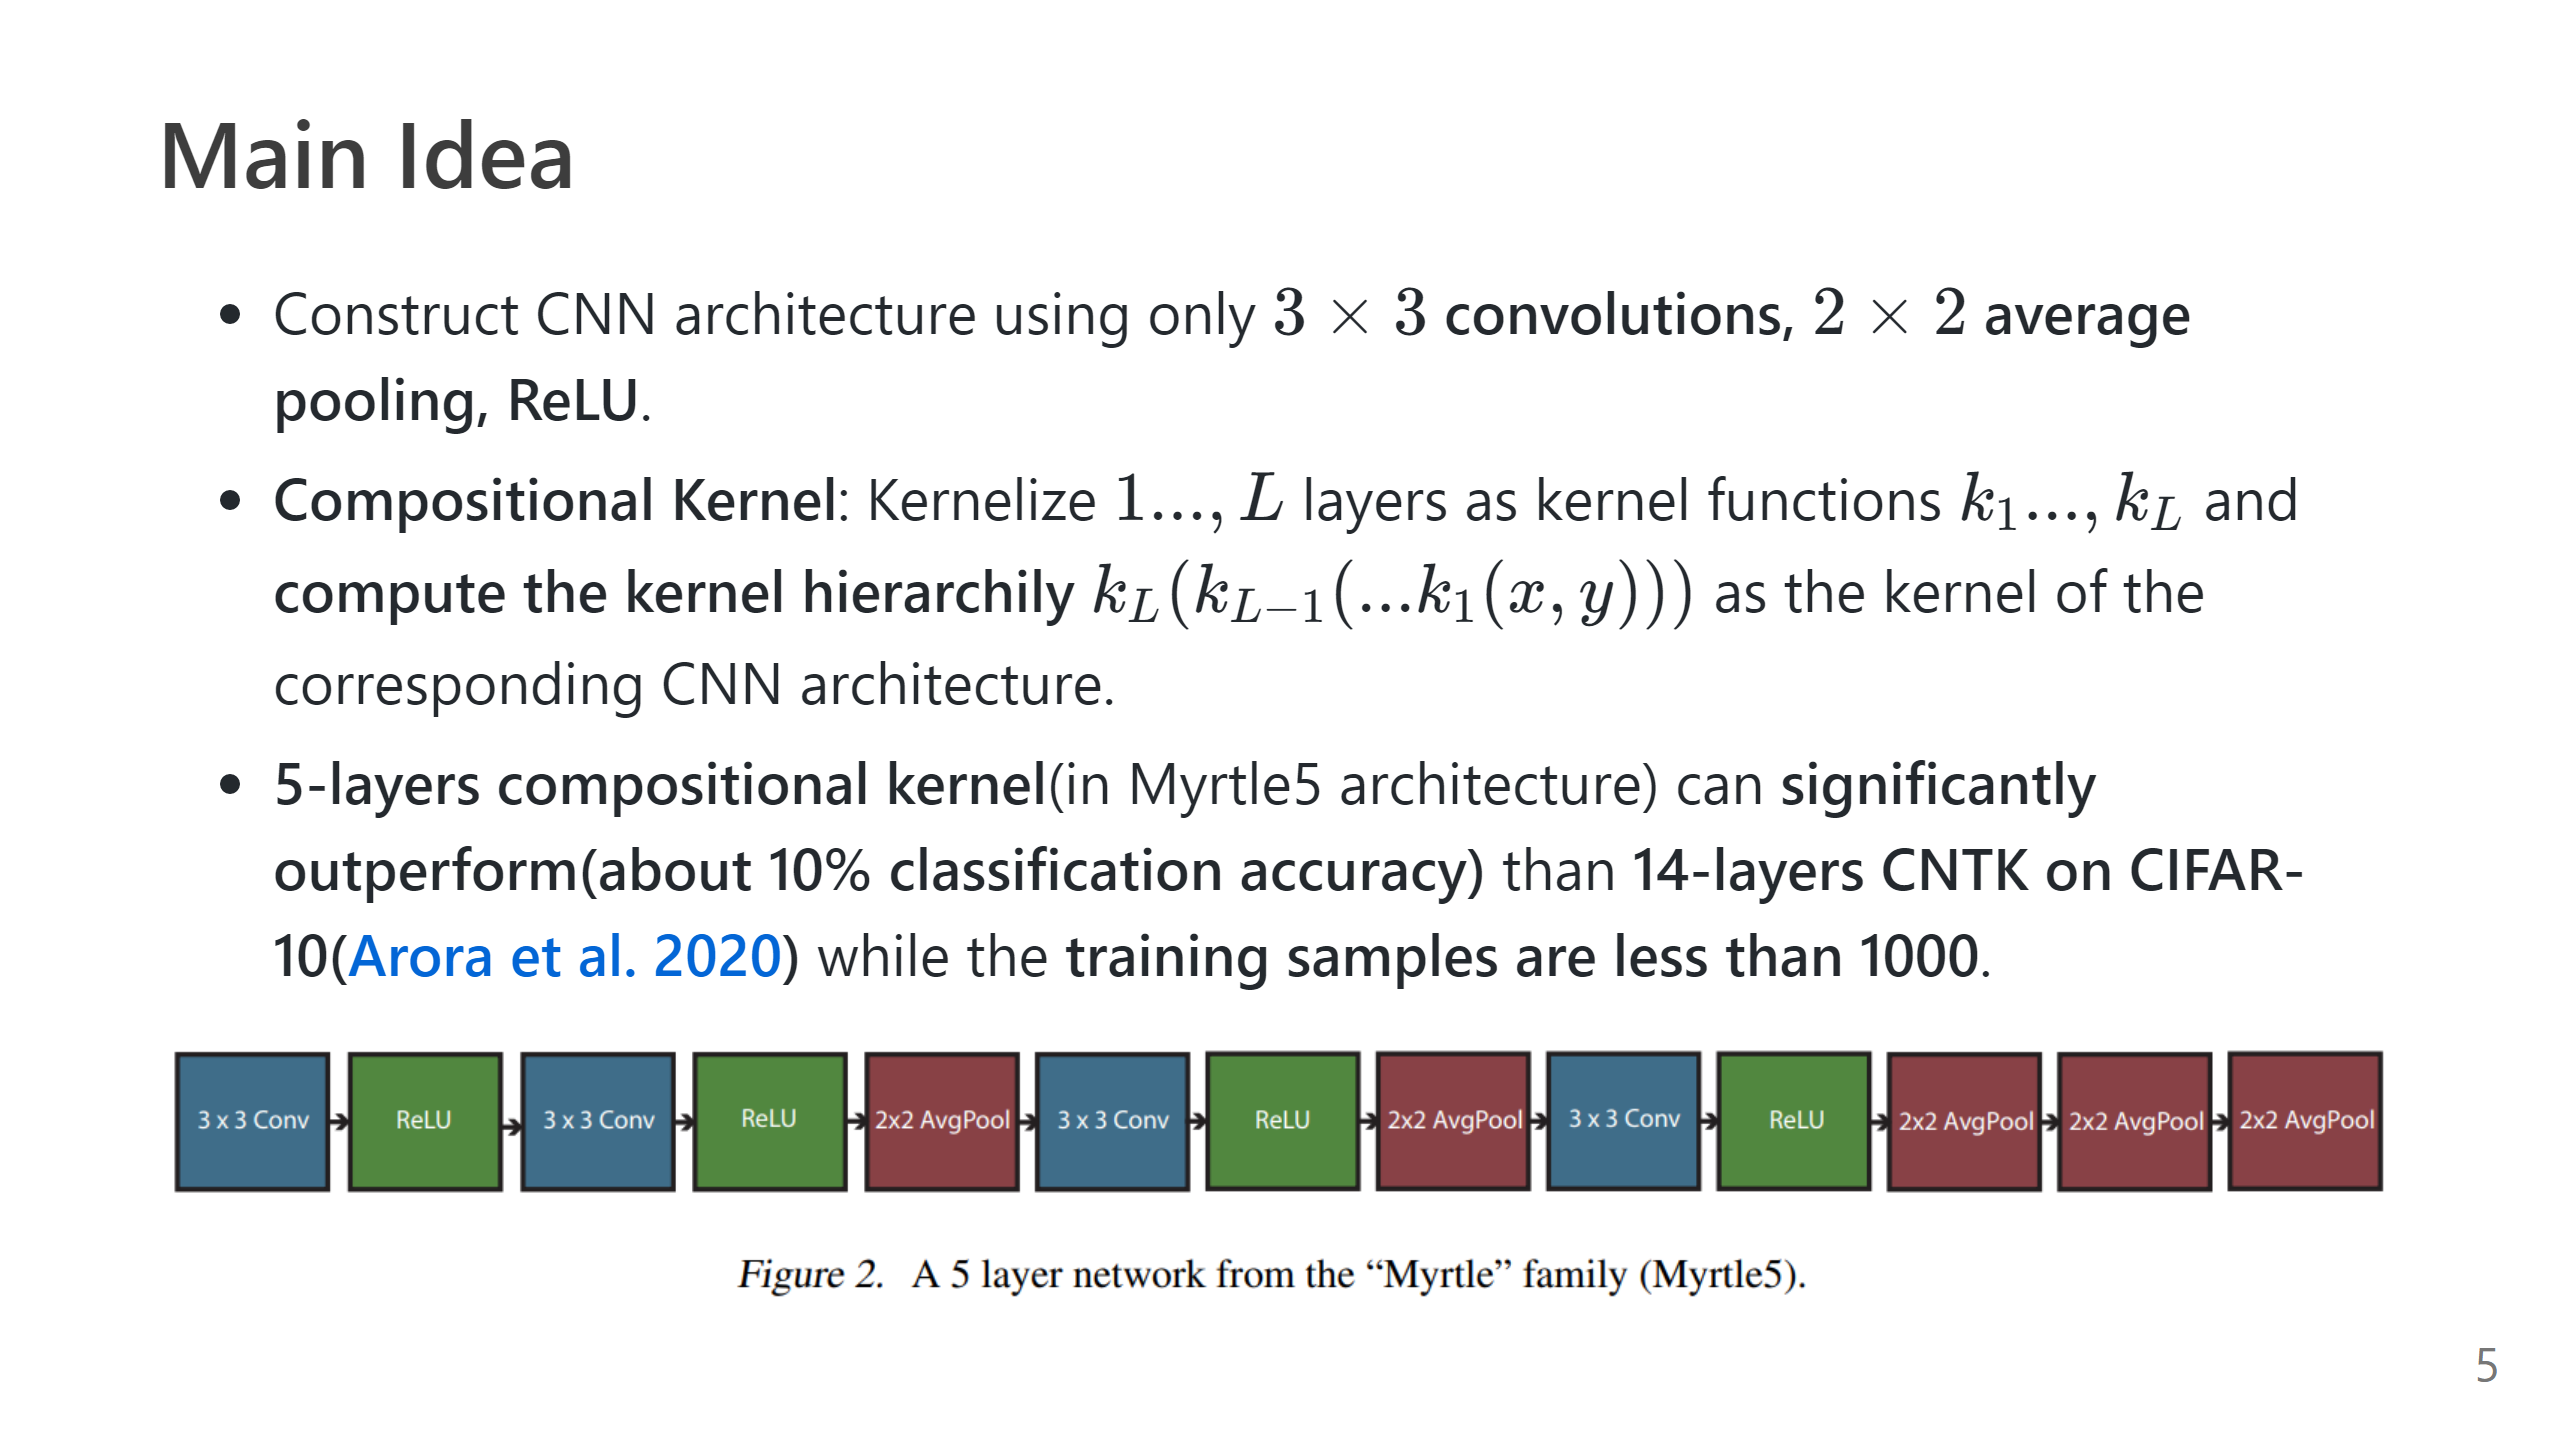 Main Idea
• Construct CNN architecture using only 3 × 3 convolutions, 2 × 2 average
pooling, ReLU.
• Compositional Kernel: Kernelize 1..., L layers as kernel functions k_1..., k_L and
compute the kernel hierarchily k_L(k_{L−1}(...k_1(x, y))) as the kernel of the
corresponding CNN architecture.
• 5-layers compositional kernel(in Myrtle5 architecture) can significantly
outperform(about 10% classification accuracy) than 14-layers CNTK on CIFAR-
10(Arora et al. 2020) while the training samples are less than 1000.
3 x 3 Conv ReLU 3 x 3 Conv ReLU 2x2 AvgPool 3 x 3 Conv ReLU 2x2 AvgPool 3 x 3 Conv ReLU 2x2 AvgPool 2x2 AvgPool 2x2 AvgPool
Figure 2. A 5 layer network from the “Myrtle” family (Myrtle5).
5